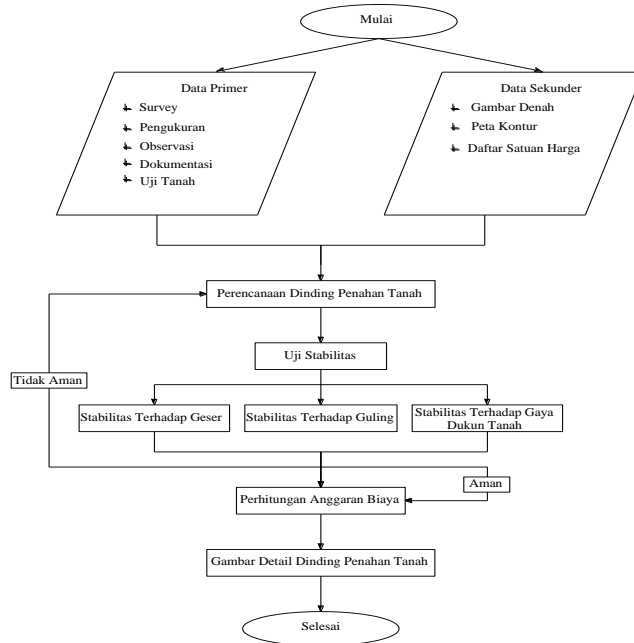 Mulai
Data Primer
Survey
Pengukuran
Observasi
Dokumentasi
Uji Tanah
Data Sekunder
Gambar Denah
Peta Kontur
Daftar Satuan Harga
Perencanaan Dinding Penahan Tanah
Uji Stabilitas
Tidak Aman
Stabilitas Terhadap Geser
Stabilitas Terhadap Guling
Stabilitas Terhadap Gaya
Dukun Tanah
Aman
Perhitungan Anggaran Biaya
Gambar Detail Dinding Penahan Tanah
Selesai